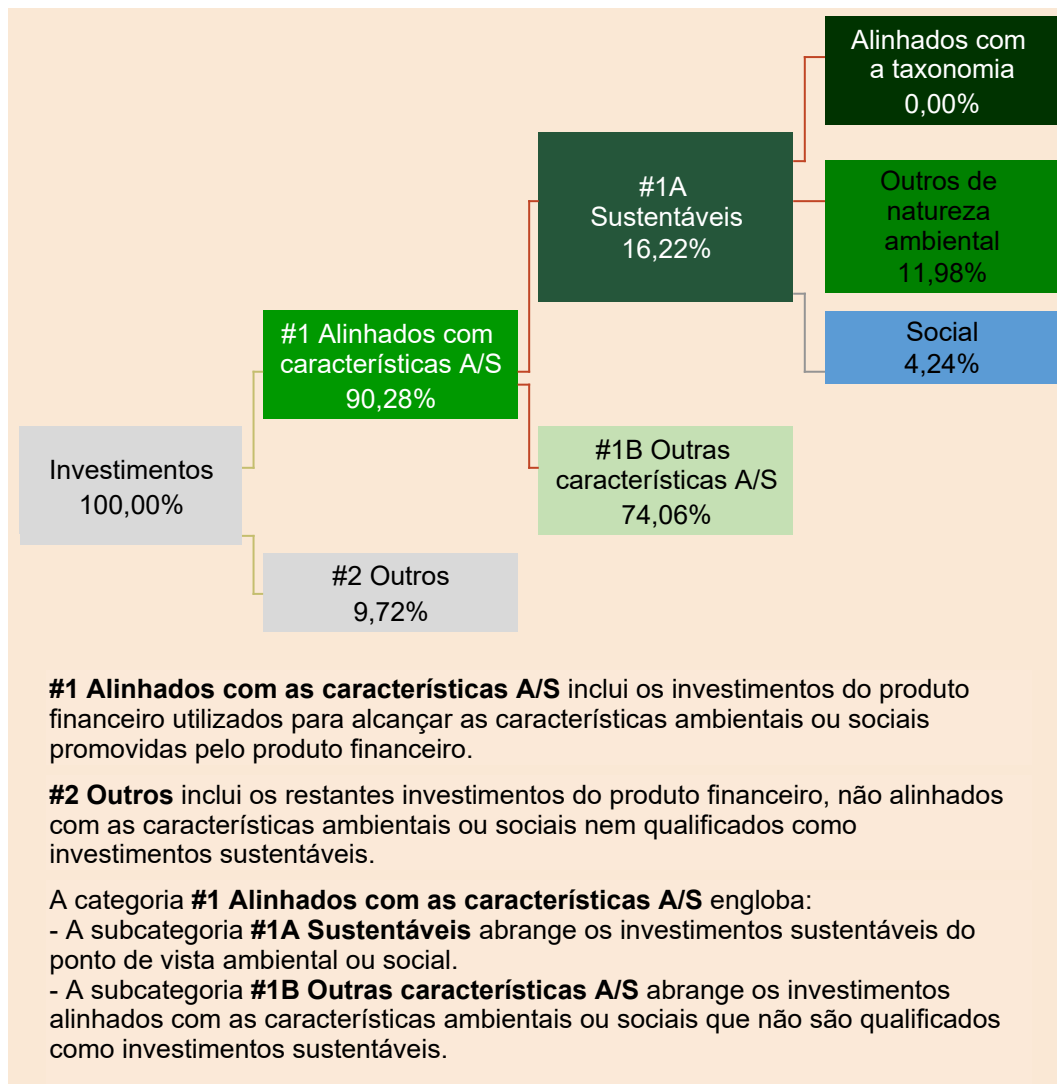 Alinhados com
a taxonomia
0,00%
#1A
Sustentáveis
16,22%
Outros de
natureza
ambiental
11,98%
#1 Alinhados com
características A/S
90,28%
Social
4,24%
Investimentos
100,00%
#1B Outras
características A/S
74,06%
#2 Outros
9,72%
#1 Alinhados com as características A/S inclui os investimentos do produto
financeiro utilizados para alcançar as características ambientais ou sociais
promovidas pelo produto financeiro.
#2 Outros inclui os restantes investimentos do produto financeiro, não alinhados
com as características ambientais ou sociais nem qualificados como
investimentos sustentáveis.
A categoria #1 Alinhados com as características A/S engloba:
- A subcategoria #1A Sustentáveis abrange os investimentos sustentáveis do
ponto de vista ambiental ou social.
- A subcategoria #1B Outras características A/S abrange os investimentos
alinhados com as características ambientais ou sociais que não são qualificados
como investimentos sustentáveis.